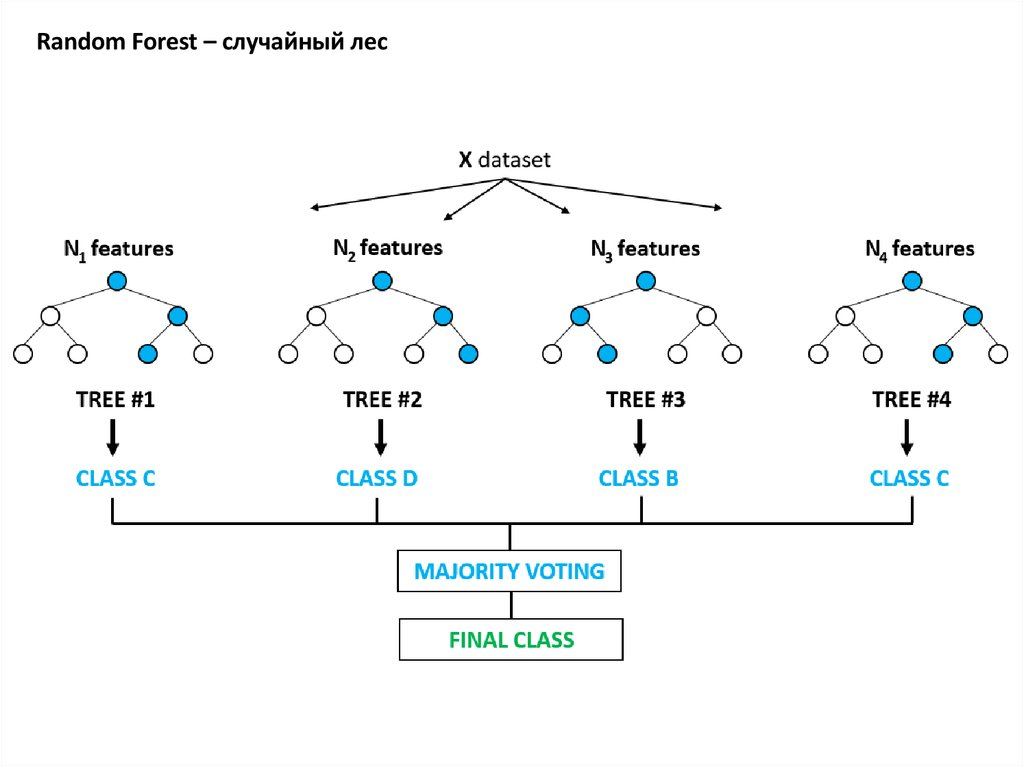 Random Forest – случайный лес
X dataset
N1 features N2 features N3 features N4 features
TREE #1 TREE #2 TREE #3 TREE #4
CLASS C CLASS D CLASS B CLASS C
MAJORITY VOTING
FINAL CLASS